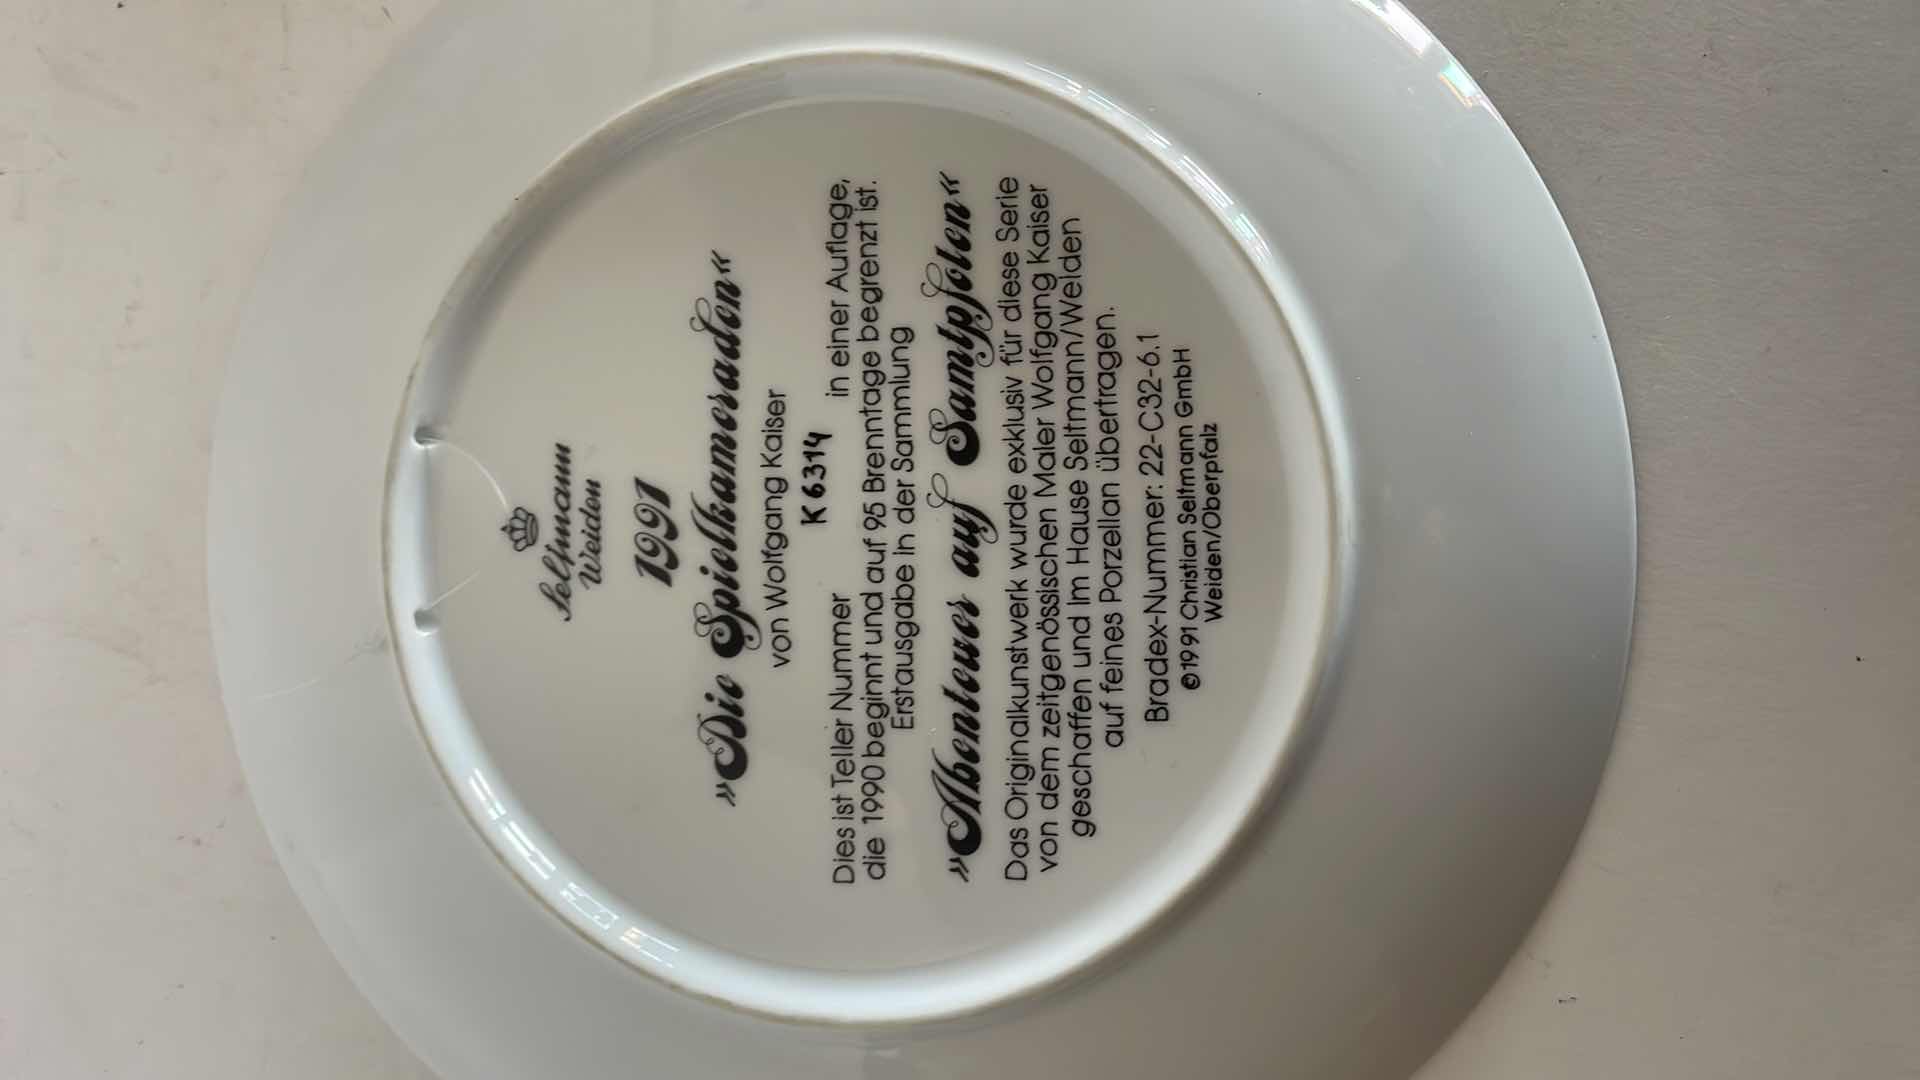 Seltmann
Weiden
1991
»Die Spielkameraden«
von Wolfgang Kaiser
K 6314
Dies ist Teller Nummer in einer Auflage,
die 1990 beginnt und auf 95 Brenntage begrenzt ist.
Erstausgabe in der Sammlung
»Abenteuer auf Samtpfoten«
Das Originalkunstwerk wurde exklusiv für diese Serie
von dem zeitgenössischen Maler Wolfgang Kaiser
geschaffen und im Hause Seltmann/Weiden
auf feines Porzellan übertragen.
Bradex-Nummer: 22-C32-6.1
©1991 Christian Seltmann GmbH
Weiden/Oberpfalz